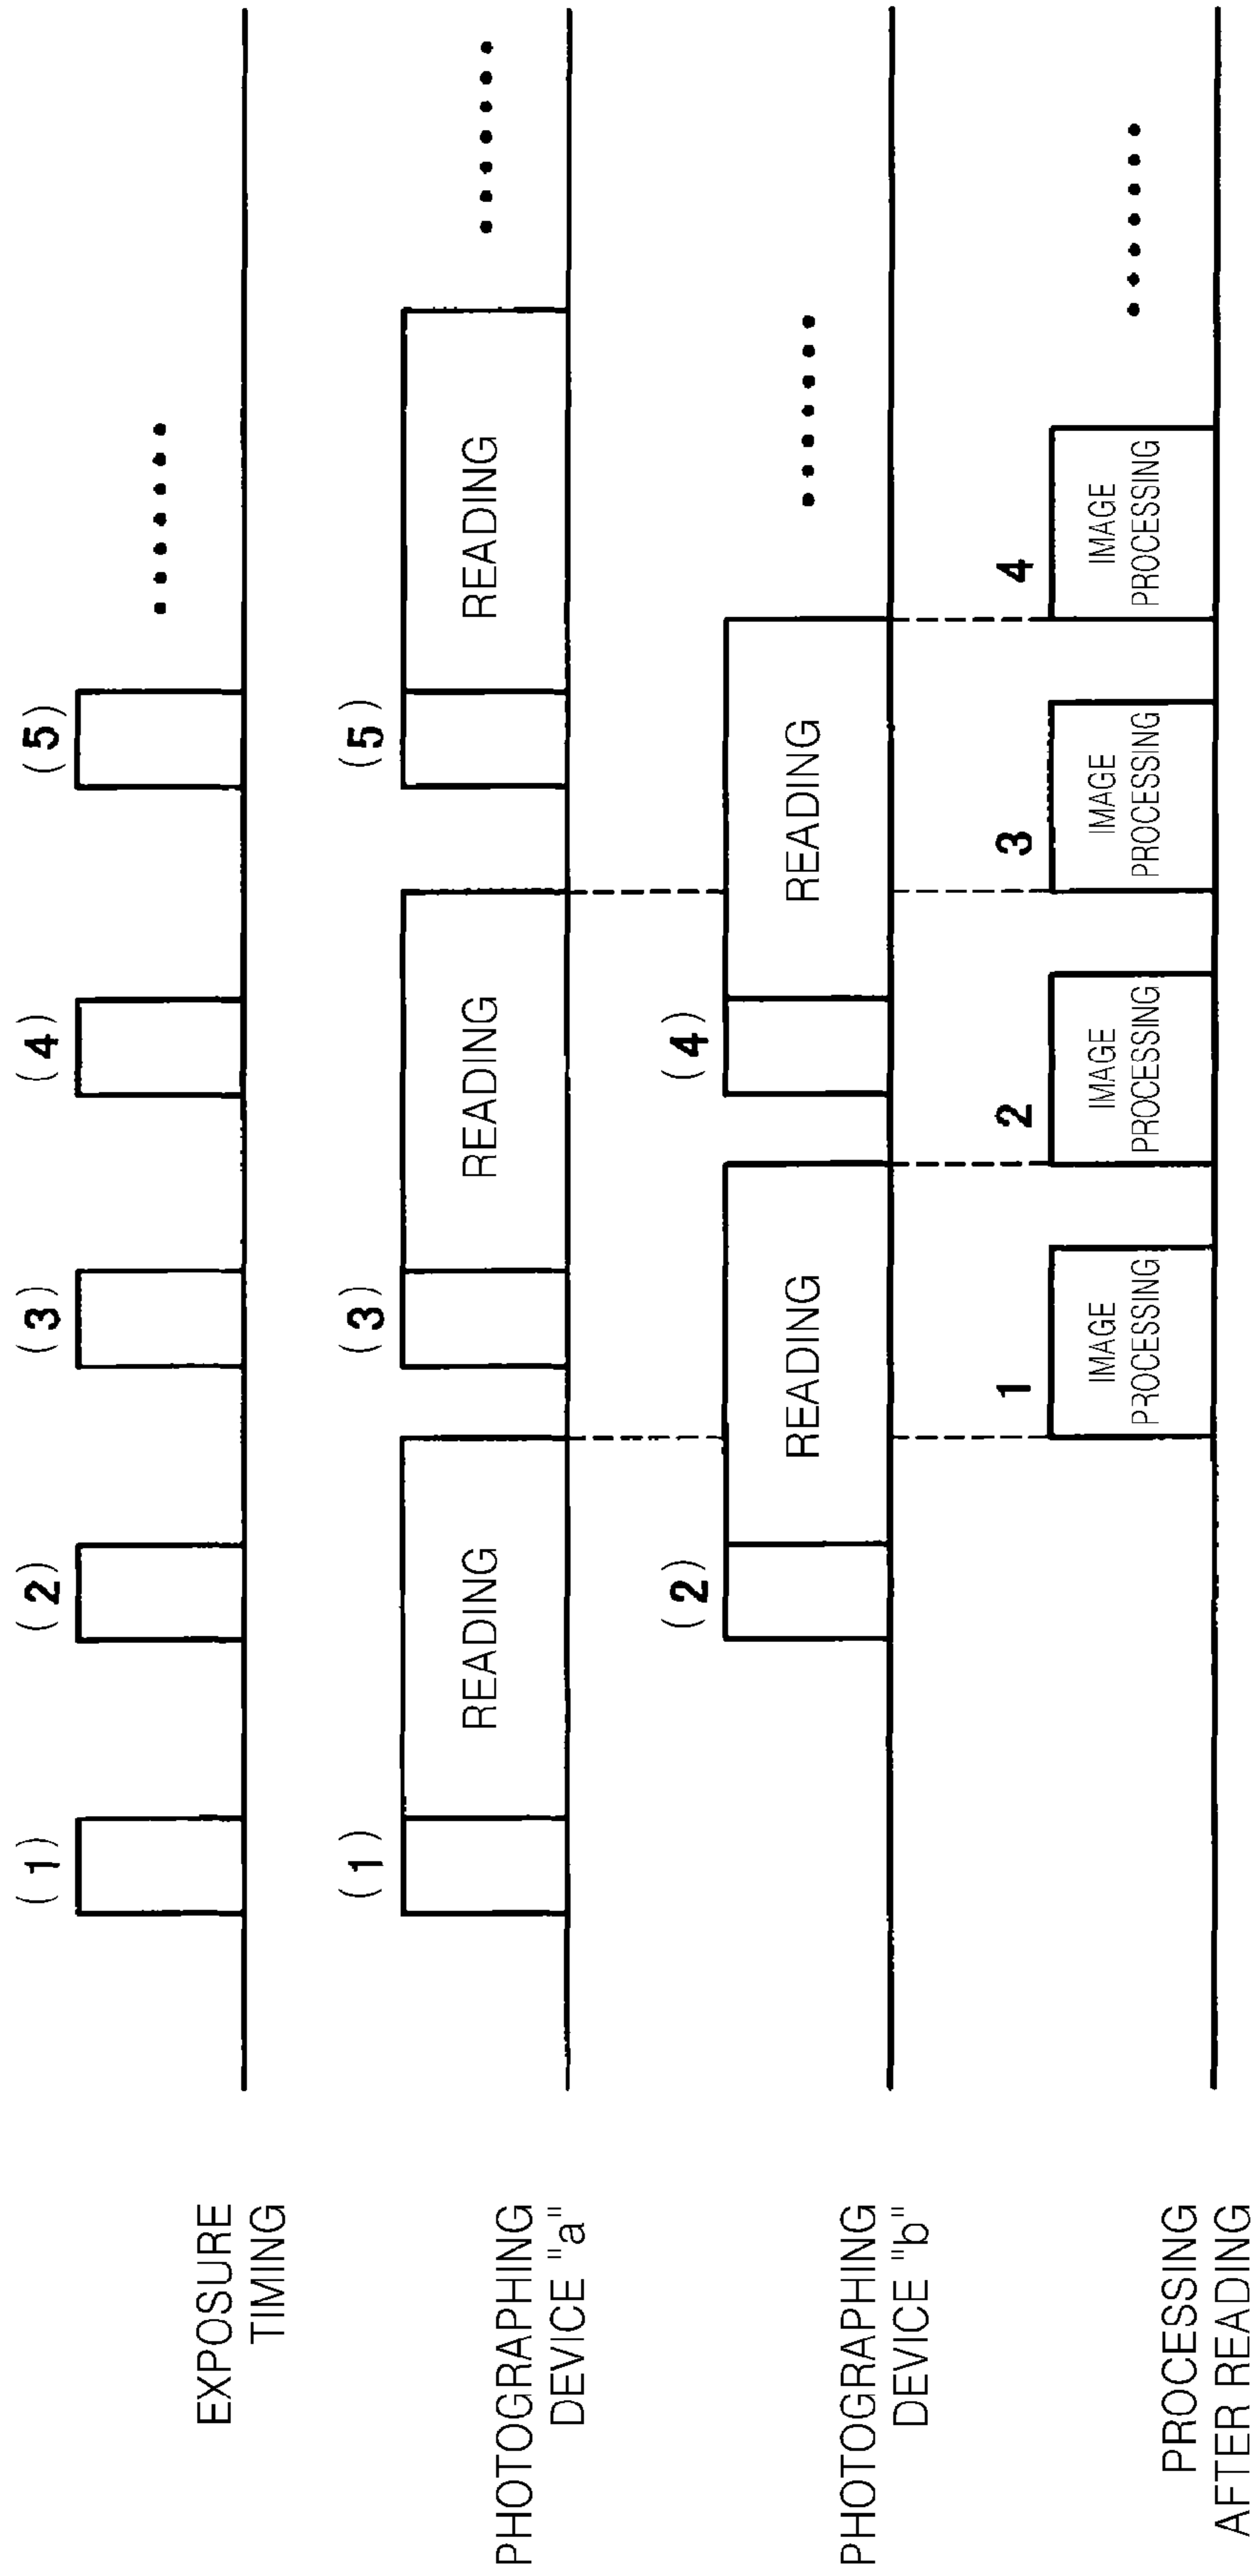 EXPOSURE
TIMING
(1)
(2)
(3)
(4)
(5)
PHOTOGRAPHING
DEVICE "a"
(1)
READING
(3)
READING
(5)
READING
PHOTOGRAPHING
DEVICE "b"
(2)
READING
(4)
READING
PROCESSING
AFTER READING
1
IMAGE
PROCESSING
2
IMAGE
PROCESSING
3
IMAGE
PROCESSING
4
IMAGE
PROCESSING